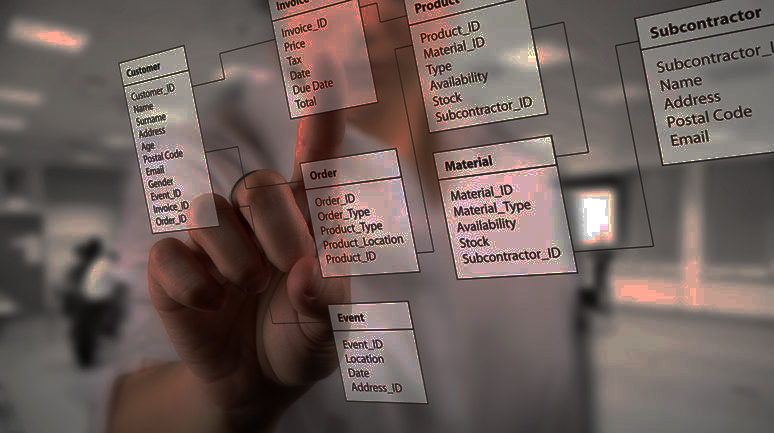 Customer
Customer_ID
Name
Surname
Address
Age
Postal Code
Email
Gender
Event_ID
Invoice_ID
Order_ID
Invoice
Invoice_ID
Price
Tax
Date
Due Date
Total
Product
Product_ID
Material_ID
Type
Availability
Stock
Subcontractor_ID
Subcontractor
Subcontractor_I
Name
Address
Postal Code
Email
Order
Order_ID
Order_Type
Product_Type
Product_Location
Product_ID
Material
Material_ID
Material_Type
Availability
Stock
Subcontractor_ID
Event
Event_ID
Location
Date
Address_ID